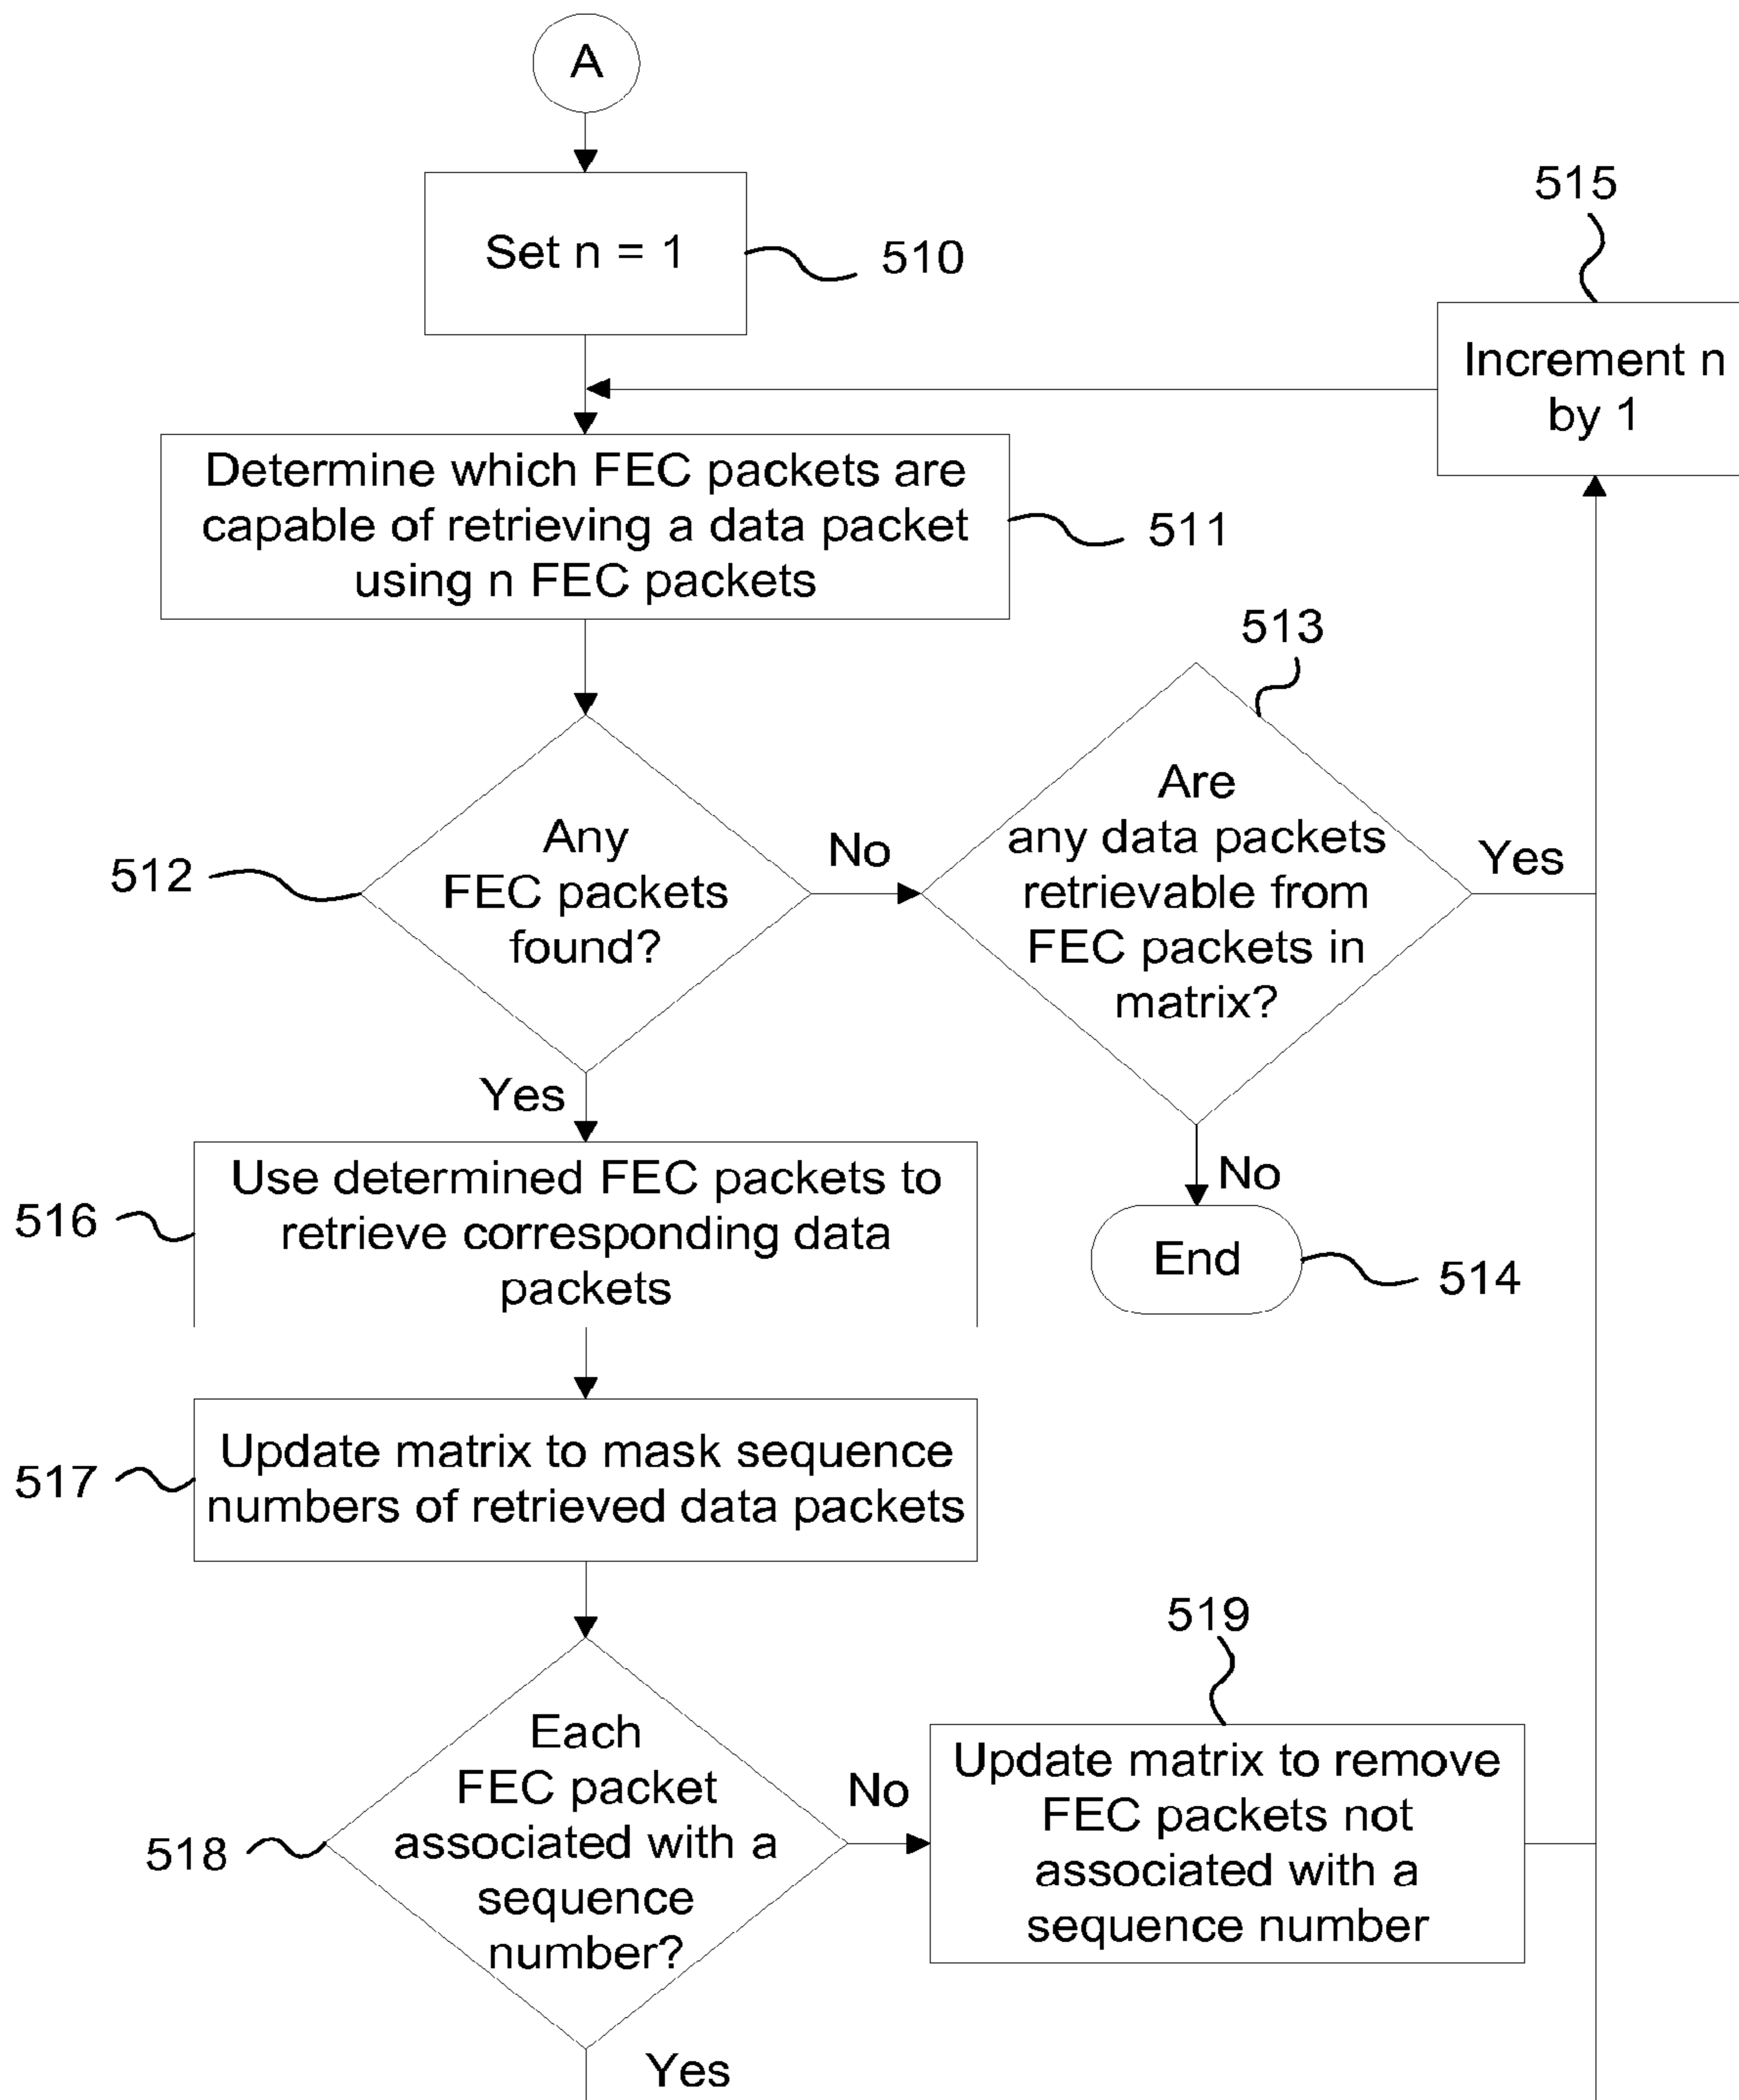 A
Set n = 1
510
515
Increment n
by 1
Determine which FEC packets are
capable of retrieving a data packet
using n FEC packets
511
513
Are
any data packets
retrievable from
FEC packets in
matrix?
Yes
No
Any
FEC packets
found?
512
Yes
No
End
514
Use determined FEC packets to
retrieve corresponding data
packets
516
Update matrix to mask sequence
numbers of retrieved data packets
517
519
Each
FEC packet
associated with a
sequence
number?
518
No
Update matrix to remove
FEC packets not
associated with a
sequence number
Yes